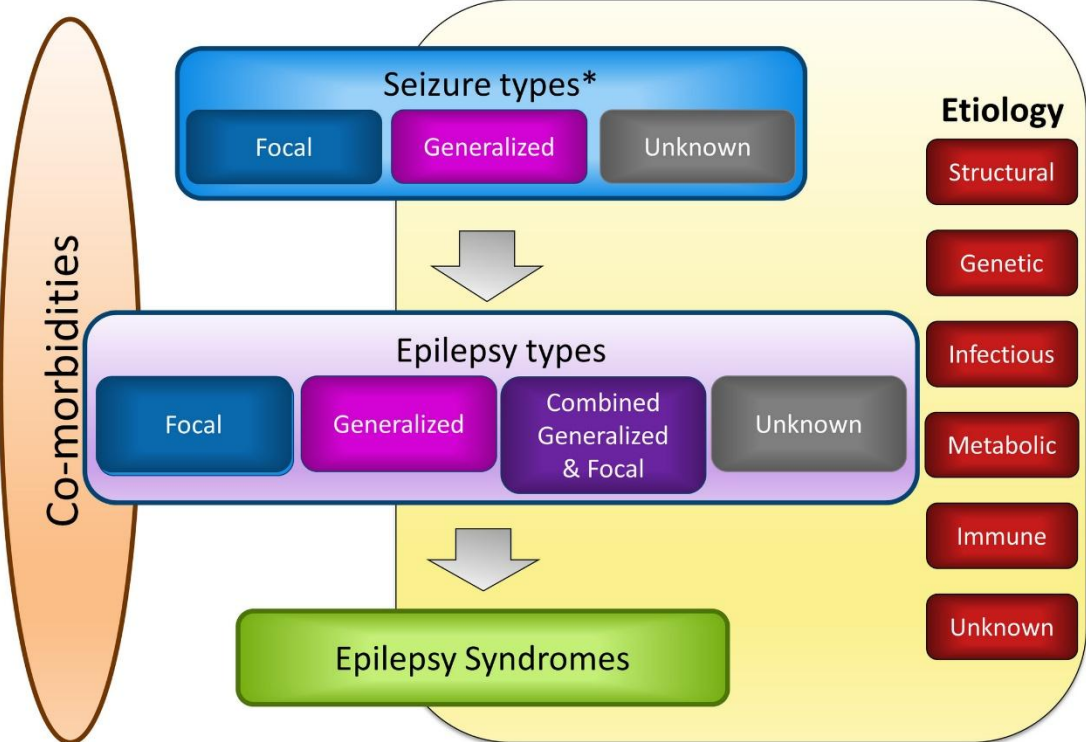 Co-morbidities
Seizure types*
Focal
Generalized
Unknown
Epilepsy types
Focal
Generalized
Combined
Generalized
& Focal
Unknown
Epilepsy Syndromes
Etiology
Structural
Genetic
Infectious
Metabolic
Immune
Unknown